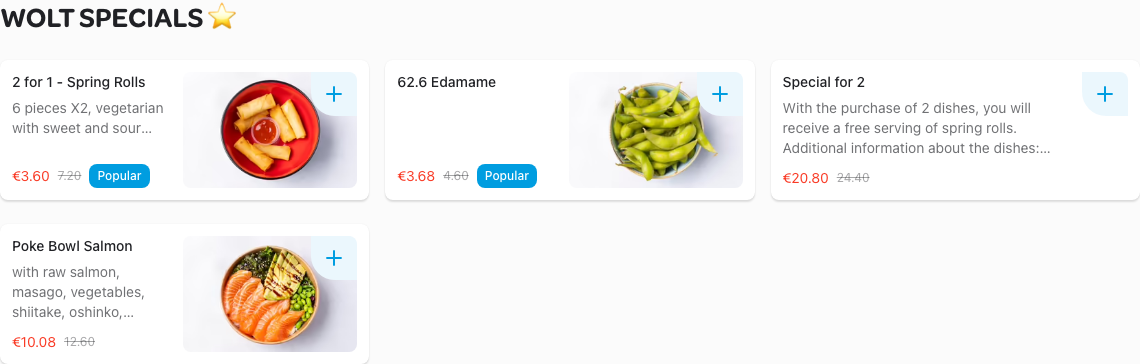 WOLT SPECIALS ⭐
2 for 1 - Spring Rolls
6 pieces X2, vegetarian
with sweet and sour...
€3.60 7.20 Popular
62.6 Edamame
€3.68 4.60 Popular
Special for 2
With the purchase of 2 dishes, you will
receive a free serving of spring rolls.
Additional information about the dishes:...
€20.80 24.40
Poke Bowl Salmon
with raw salmon,
masago, vegetables,
shiitake, oshinko,...
€10.08 12.60